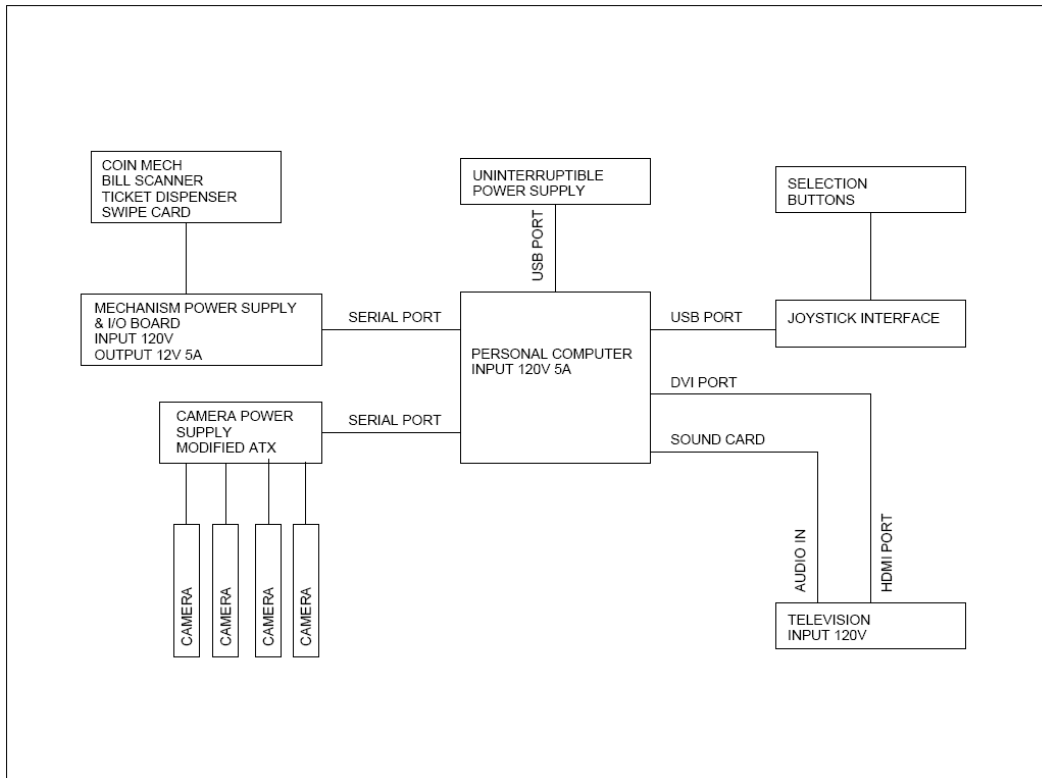 COIN MECH
BILL SCANNER
TICKET DISPENSER
SWIPE CARD
UNINTERRUPTIBLE
POWER SUPPLY
SELECTION
BUTTONS
USB PORT
MECHANISM POWER SUPPLY
& I/O BOARD
INPUT 120V
OUTPUT 12V 5A
SERIAL PORT
PERSONAL COMPUTER
INPUT 120V 5A
USB PORT
JOYSTICK INTERFACE
DVI PORT
CAMERA POWER
SUPPLY
MODIFIED ATX
SERIAL PORT
SOUND CARD
CAMERA
CAMERA
CAMERA
CAMERA
AUDIO IN
HDMI PORT
TELEVISION
INPUT 120V